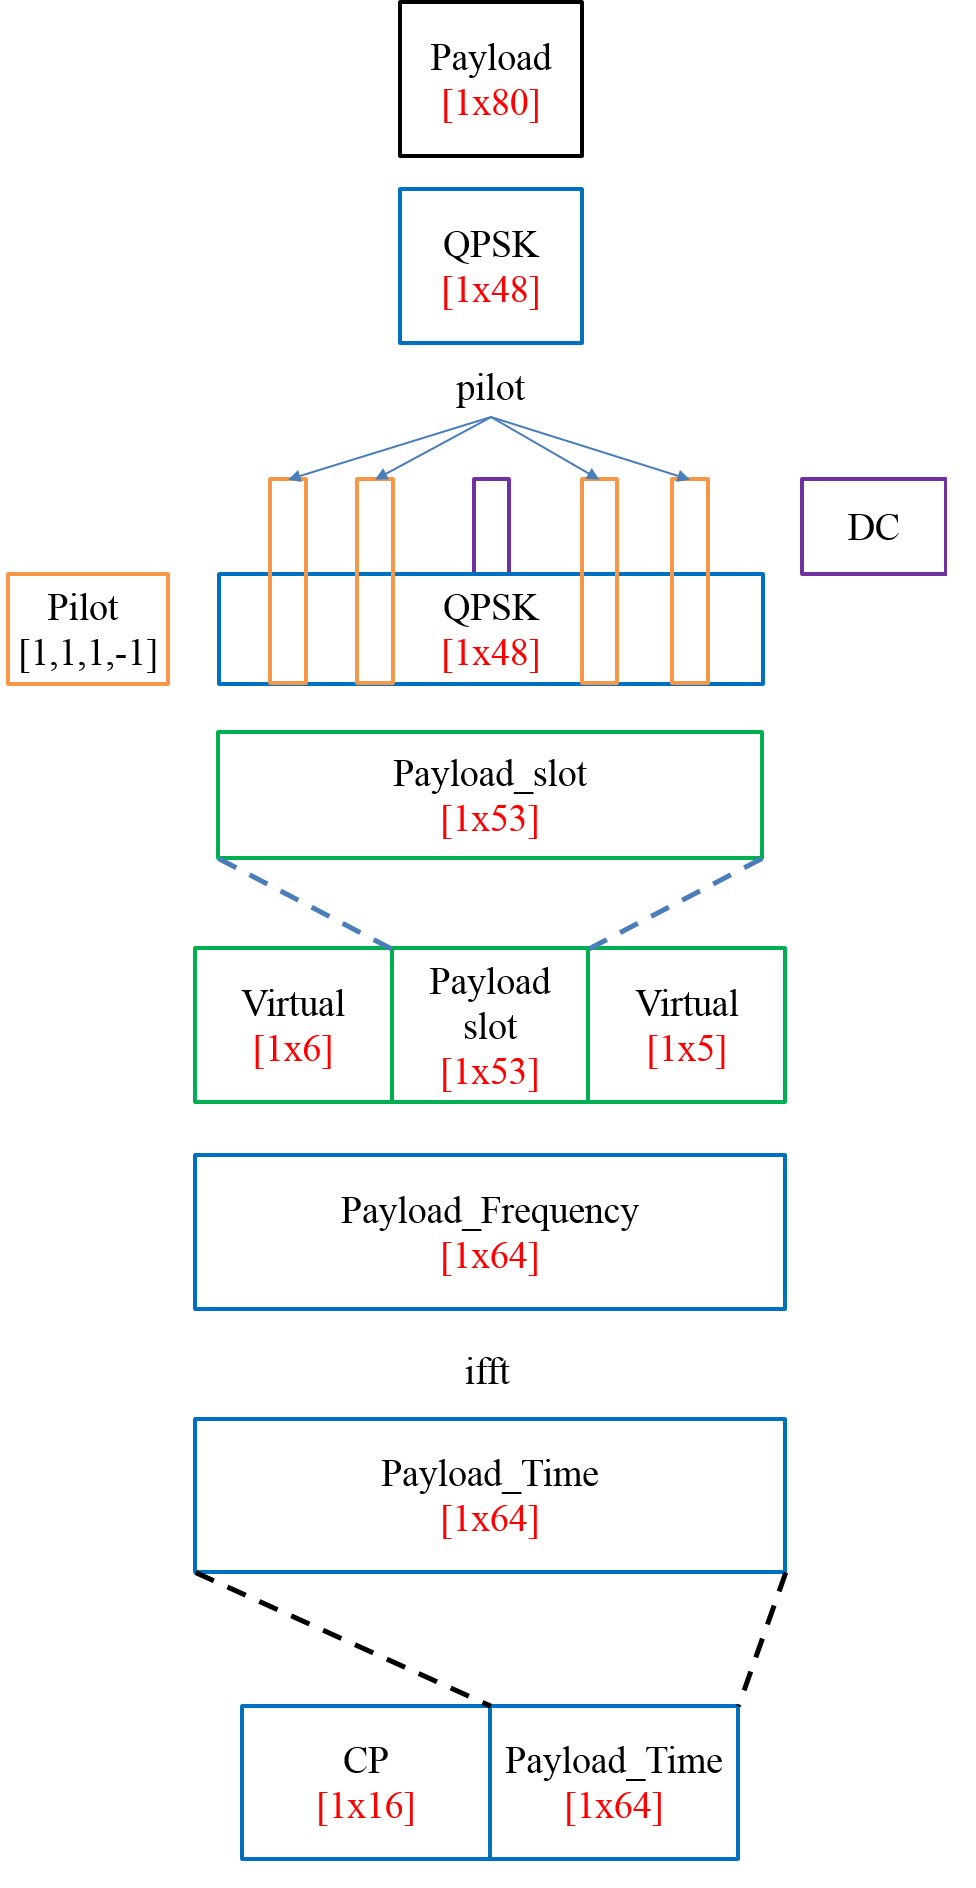 Payload
[1x80]
QPSK
[1x48]
pilot
DC
Pilot
[1,1,1,-1]
QPSK
[1x48]
Payload_slot
[1x53]
Virtual
[1x6]
Payload
slot
[1x53]
Virtual
[1x5]
Payload_Frequency
[1x64]
ifft
Payload_Time
[1x64]
CP
[1x16]
Payload_Time
[1x64]